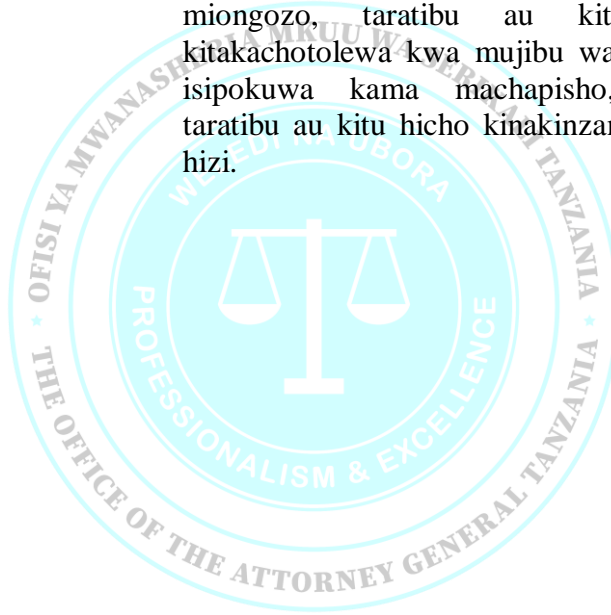 miongozo, taratibu au kit
kitakachotolewa kwa mujibu wa
isipokuwa kama machapisho,
taratibu au kitu hicho kinakinzan
hizi.
OFISI YA MWANASHERIA MKUU WA SERIKALI TANZANIA
WELEDI NA UBORA
PROFESSIONALISM & EXCELLENCE
THE OFFICE OF THE ATTORNEY GENERAL TANZANIA